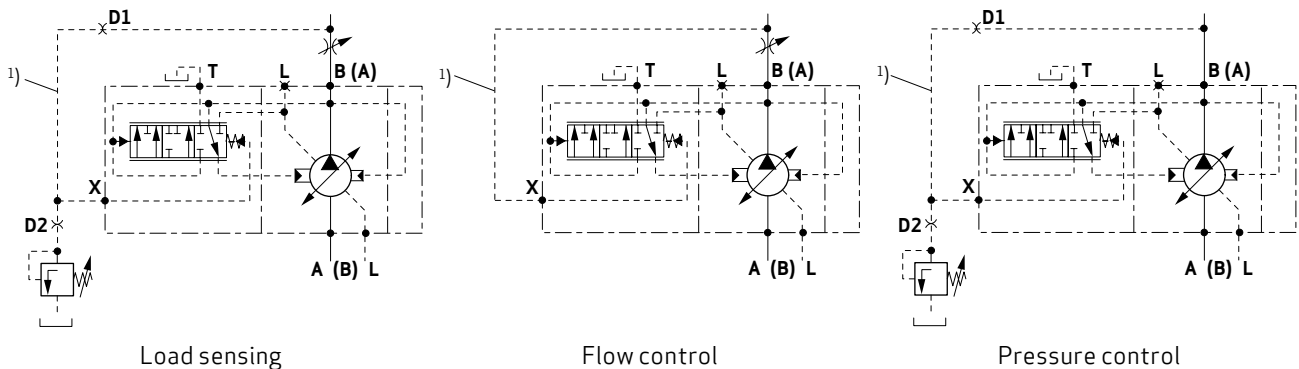 D1
1)
T
L
B (A)
X
D2
A (B) L
Load sensing
1)
T
L
B (A)
X
A (B) L
Flow control
D1
1)
T
L
B (A)
X
D2
A (B) L
Pressure control